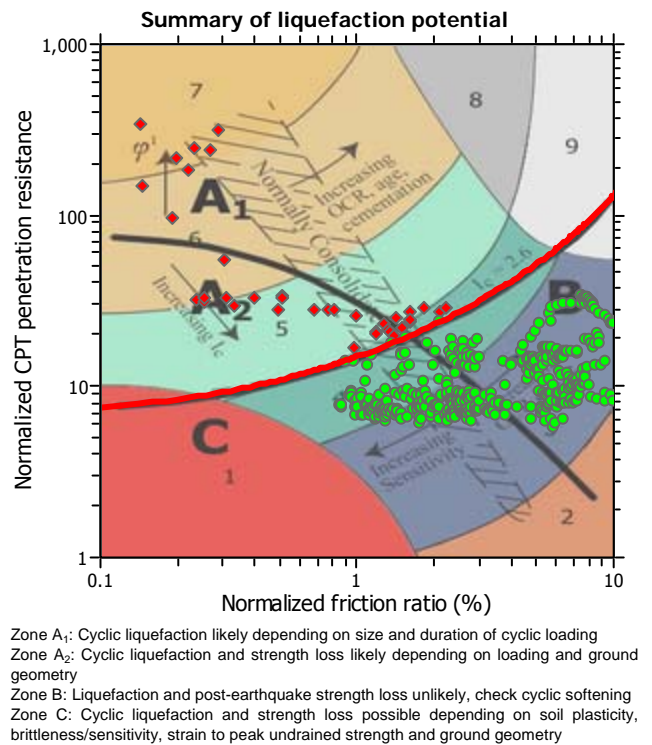 Summary of liquefaction potential
Normalized CPT penetration resistance
1,000
100
10
1
7
8
9
φ'
A1
Increasing
OCR, age,
cementation
Normally Consolidated
6
Ic = 2.6
A2
B
Increasing Ic
5
C
1
Increasing
Sensitivity
2
0.1
1
10
Normalized friction ratio (%)
Zone A1: Cyclic liquefaction likely depending on size and duration of cyclic loading
Zone A2: Cyclic liquefaction and strength loss likely depending on loading and ground
geometry
Zone B: Liquefaction and post-earthquake strength loss unlikely, check cyclic softening
Zone C: Cyclic liquefaction and strength loss possible depending on soil plasticity,
brittleness/sensitivity, strain to peak undrained strength and ground geometry